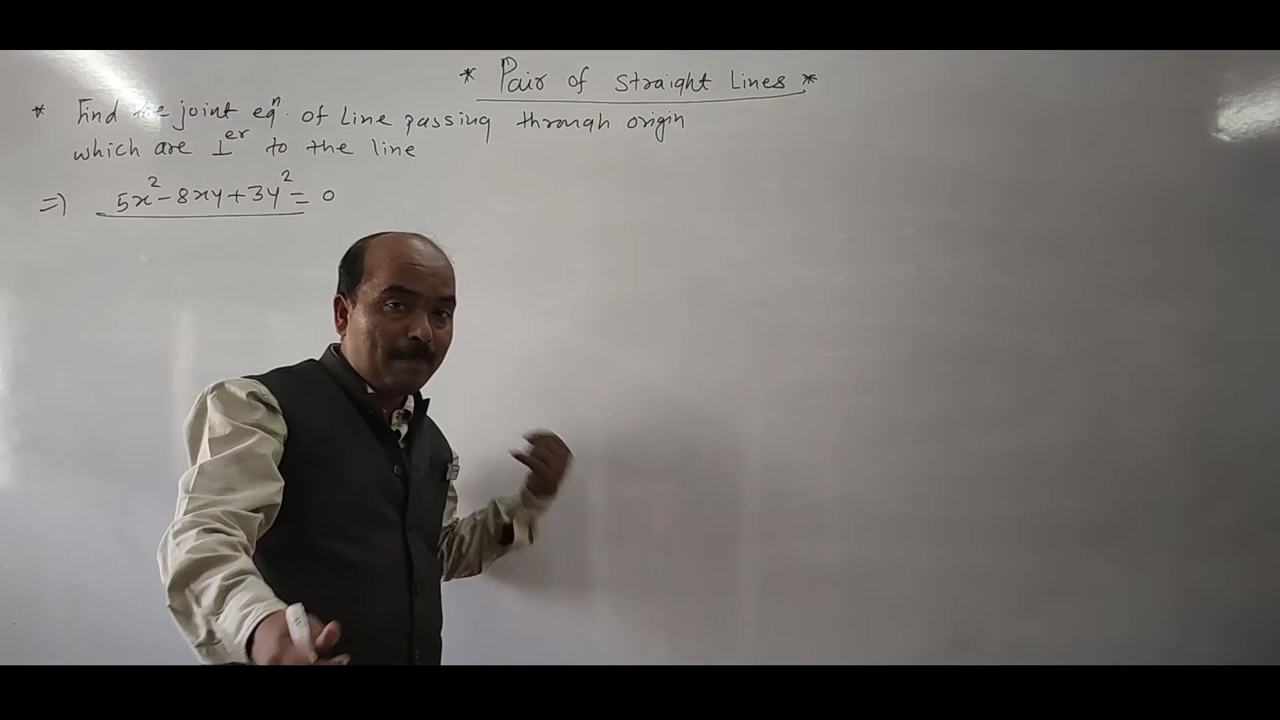 * Pair of Straight Lines *
* Find the joint eqⁿ. of Line passing through origin
which are ⊥er to the line
=) 5x² - 8xy + 3y² = 0